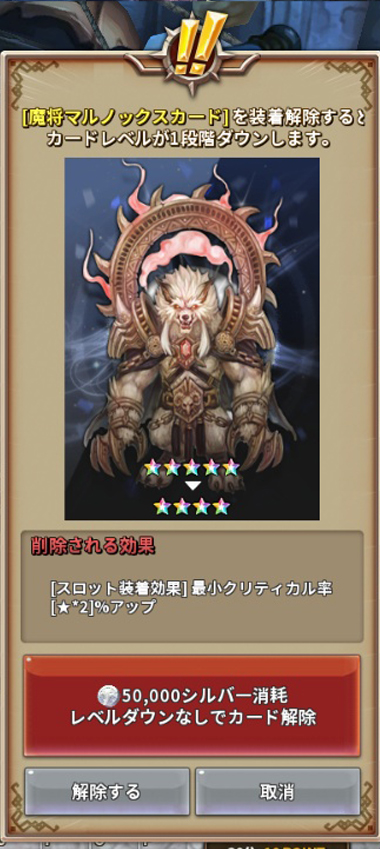 !!
[魔将マルノックスカード]を装着解除すると
カードレベルが1段階ダウンします。
削除される効果
[スロット装着効果] 最小クリティカル率
[★*2]%アップ
50,000シルバー消耗
レベルダウンなしでカード解除
解除する
取消